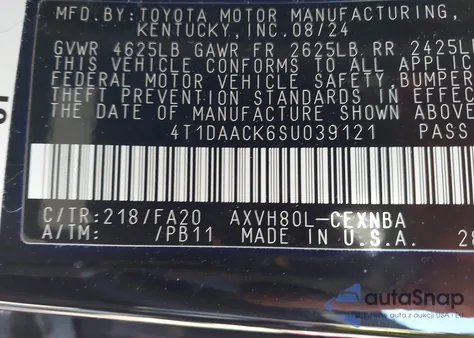 MFD.BY:TOYOTA MOTOR MANUFACTURING,
KENTUCKY,INC.08/24
GVWR 4625LB GAWR FR 2625LB RR 2425L
THIS VEHICLE CONFORMS TO ALL APPLIC
FEDERAL MOTOR VEHICLE SAFETY, BUMPER
THEFT PREVENTION STANDARDS IN EFFEC
THE DATE OF MANUFACTURE SHOWN ABOVE
4T1DAACK6SU039121 PASS
C/TR:218/FA20 AXVH80L-CEXNBA
A/TM: /PB11 MADE IN U.S.A. 28
autoSnap
aukcje